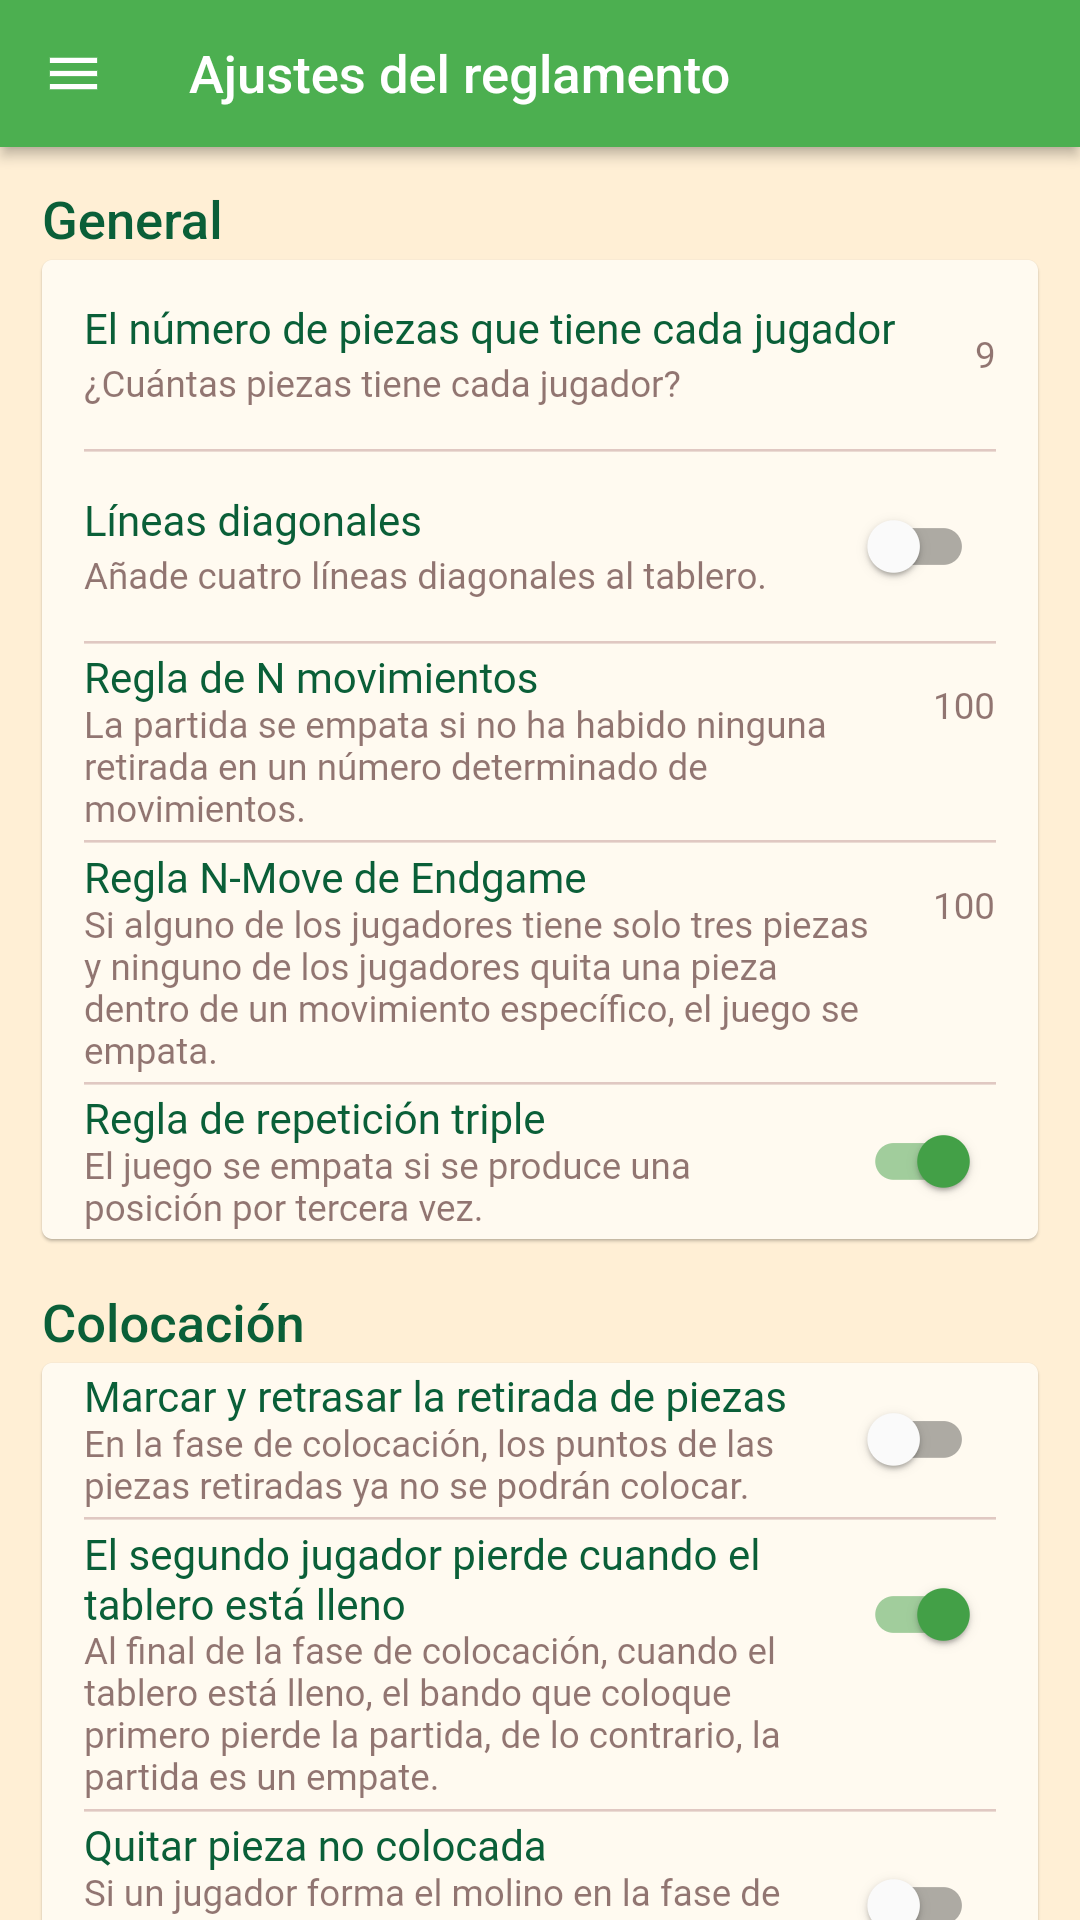 Ajustes del reglamento
General
El número de piezas que tiene cada jugador
¿Cuántas piezas tiene cada jugador?
9
Líneas diagonales
Añade cuatro líneas diagonales al tablero.
Regla de N movimientos
La partida se empata si no ha habido ninguna
retirada en un número determinado de
movimientos.
100
Regla N-Move de Endgame
Si alguno de los jugadores tiene solo tres piezas
y ninguno de los jugadores quita una pieza
dentro de un movimiento específico, el juego se
empata.
100
Regla de repetición triple
El juego se empata si se produce una
posición por tercera vez.
Colocación
Marcar y retrasar la retirada de piezas
En la fase de colocación, los puntos de las
piezas retiradas ya no se podrán colocar.
El segundo jugador pierde cuando el
tablero está lleno
Al final de la fase de colocación, cuando el
tablero está lleno, el bando que coloque
primero pierde la partida, de lo contrario, la
partida es un empate.
Quitar pieza no colocada
Si un jugador forma el molino en la fase de